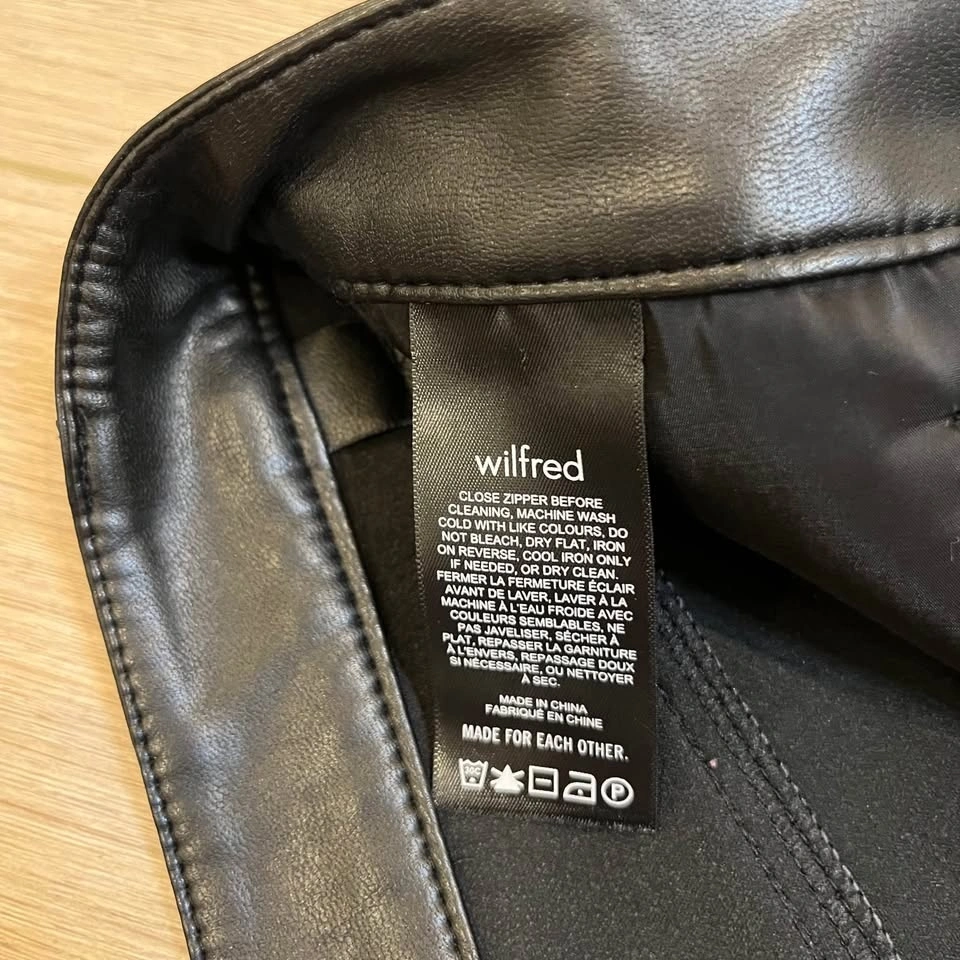 wilfred
CLOSE ZIPPER BEFORE
CLEANING, MACHINE WASH
COLD WITH LIKE COLOURS, DO
NOT BLEACH, DRY FLAT, IRON
ON REVERSE, COOL IRON ONLY
IF NEEDED, OR DRY CLEAN.
FERMER LA FERMETURE ÉCLAIR
AVANT DE LAVER, LAVER À LA
MACHINE À L'EAU FROIDE AVEC
COULEURS SEMBLABLES, NE
PAS JAVELISER, SÉCHER À
PLAT, REPASSER LA GARNITURE
À L'ENVERS, REPASSAGE DOUX
SI NÉCESSAIRE, OU NETTOYER
À SEC.
MADE IN CHINA
FABRIQUÉ EN CHINE
MADE FOR EACH OTHER.
30C P